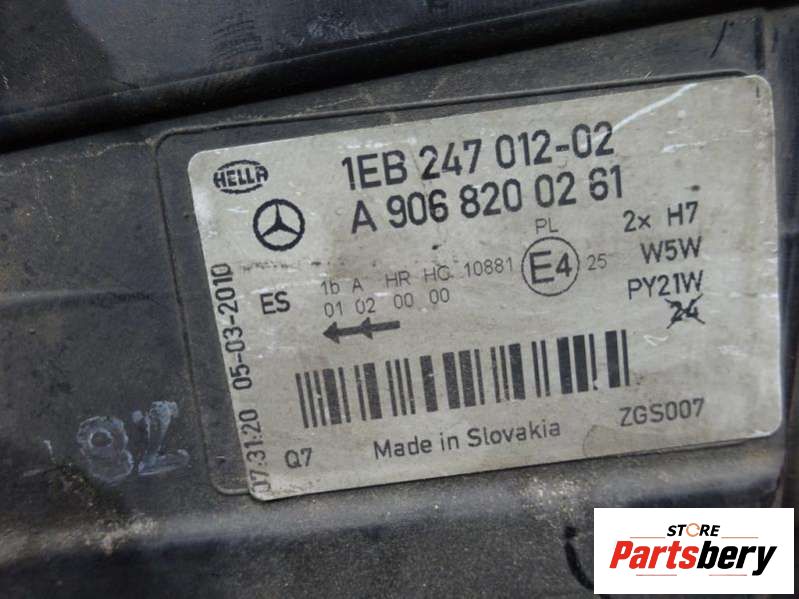 HELLA
1EB 247 012-02
A 906 820 02 61
PL
2x H7
W5W
PY21W
24
ES
1b A HR HC 10881 E4 25
01 02 00 00
07:31:20 05-03-2010
Q7
Made in Slovakia
ZGS007
STORE
Partsbery